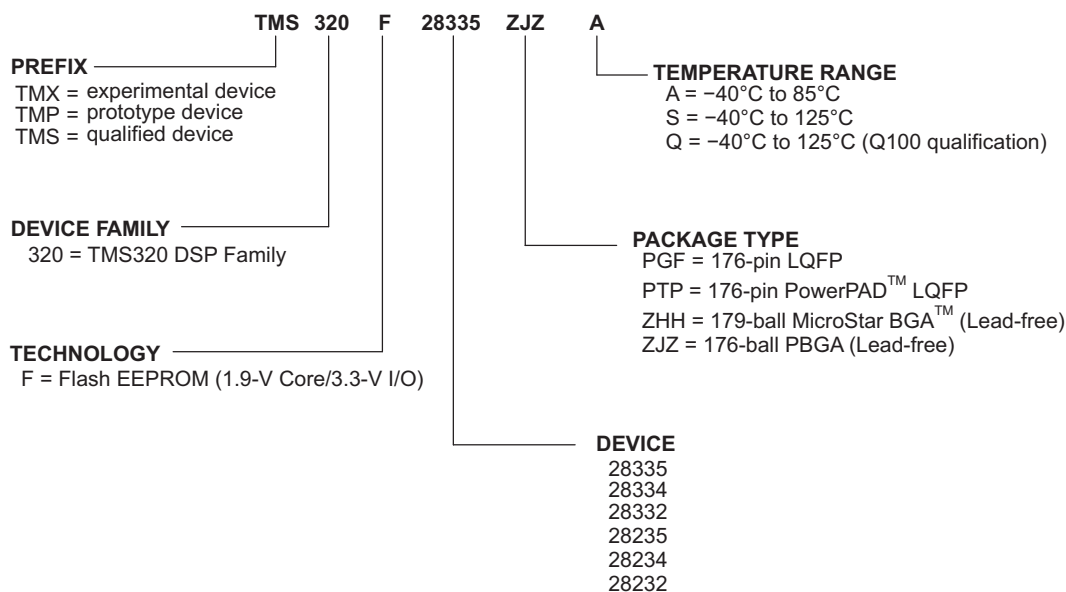 TMS 320 F 28335 ZJZ A
PREFIX
TMX = experimental device
TMP = prototype device
TMS = qualified device
TEMPERATURE RANGE
A = −40°C to 85°C
S = −40°C to 125°C
Q = −40°C to 125°C (Q100 qualification)
DEVICE FAMILY
320 = TMS320 DSP Family
PACKAGE TYPE
PGF = 176-pin LQFP
PTP = 176-pin PowerPAD™ LQFP
ZHH = 179-ball MicroStar BGA™ (Lead-free)
ZJZ = 176-ball PBGA (Lead-free)
TECHNOLOGY
F = Flash EEPROM (1.9-V Core/3.3-V I/O)
DEVICE
28335
28334
28332
28235
28234
28232